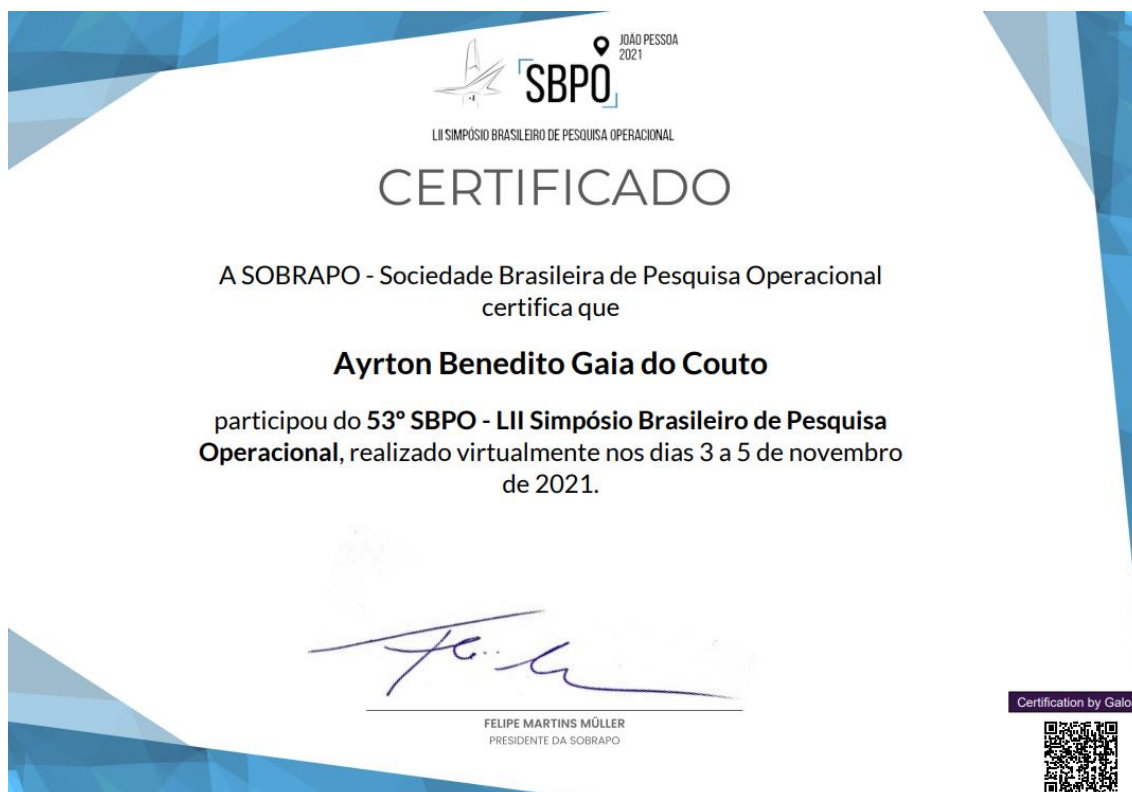 JOÃO PESSOA
2021
SBPO
LII SIMPÓSIO BRASILEIRO DE PESQUISA OPERACIONAL
CERTIFICADO
A SOBRAPO - Sociedade Brasileira de Pesquisa Operacional
certifica que
Ayrton Benedito Gaia do Couto
participou do 53º SBPO - LII Simpósio Brasileiro de Pesquisa
Operacional, realizado virtualmente nos dias 3 a 5 de novembro
de 2021.
FELIPE MARTINS MÜLLER
PRESIDENTE DA SOBRAPO
Certification by